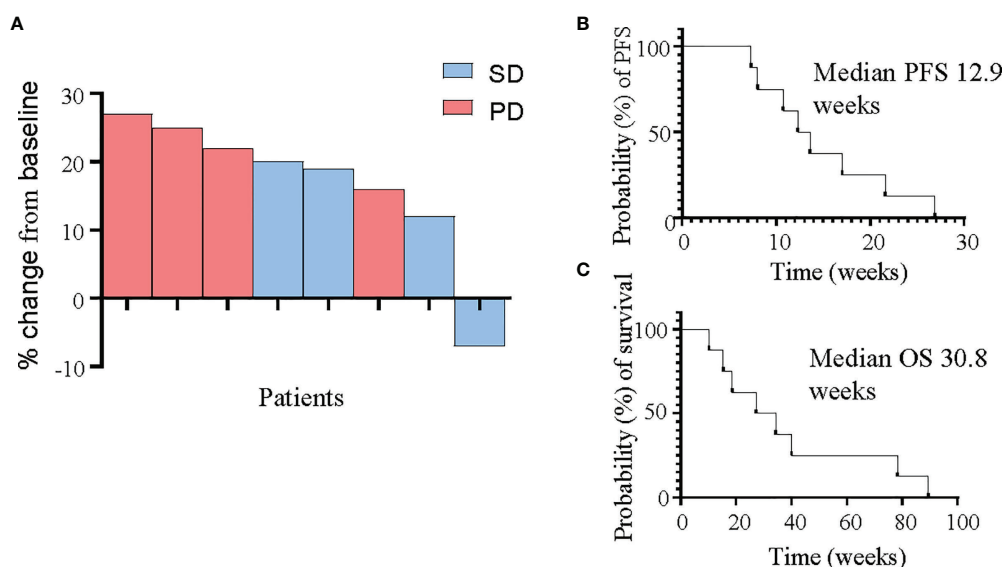 A
SD
PD
% change from baseline
30
20
10
0
-10
Patients
B
Probability (%) of PFS
100
50
0
Median PFS 12.9
weeks
0 10 20 30
Time (weeks)
C
Probability (%) of survival
100
50
0
Median OS 30.8
weeks
0 20 40 60 80 100
Time (weeks)